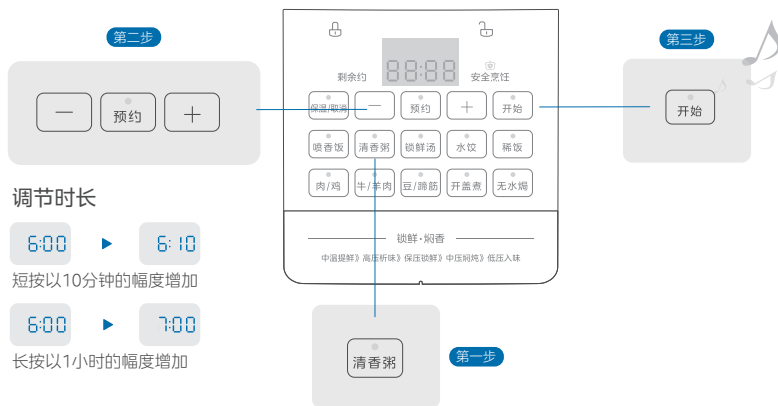 第二步
第三步
88:88
剩余约
安全烹饪
一 预约 +
保温/取消 一 预约 + 开始
开始
喷香饭 清香粥 锁鲜汤 水饺 稀饭
肉/鸡 牛/羊肉 豆/蹄筋 开盖煮 无水焗
调节时长
6:00 6:10
短按以10分钟的幅度增加
6:00 7:00
长按以1小时的幅度增加
锁鲜·焖香
中温提鲜》高压析味》保压锁鲜》中压焖炖》低压入味
清香粥
第一步